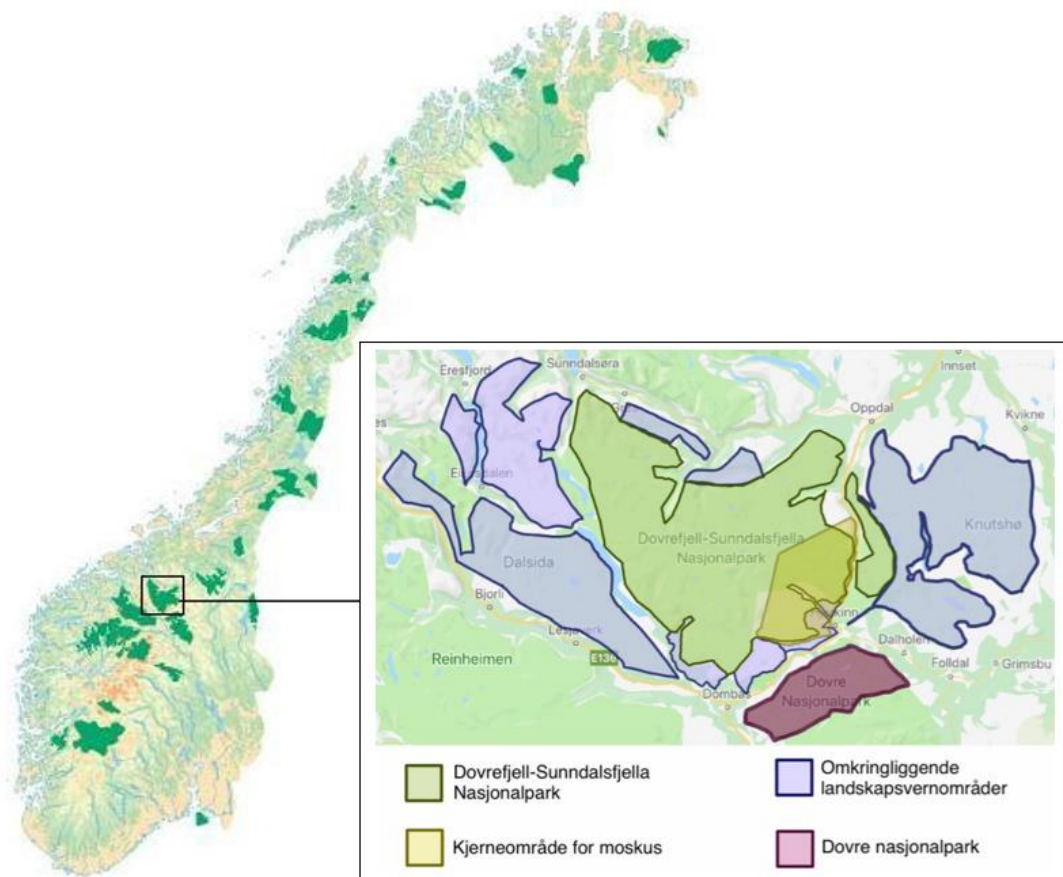 Eresfjord
Sunndalsøra
Innset
Oppdal
Kvikne
Dovrefjell-Sunndalsfjella
Nasjonalpark
Knutshø
Dalsida
Bjorli
Dalholen
Reinheimen
E136
Folldal
Grimsbu
Dombås
Dovre
Nasjonalpark
Dovrefjell-Sunndalsfjella
Nasjonalpark
Omkringliggende
landskapsvernområder
Kjerneområde for moskus
Dovre nasjonalpark